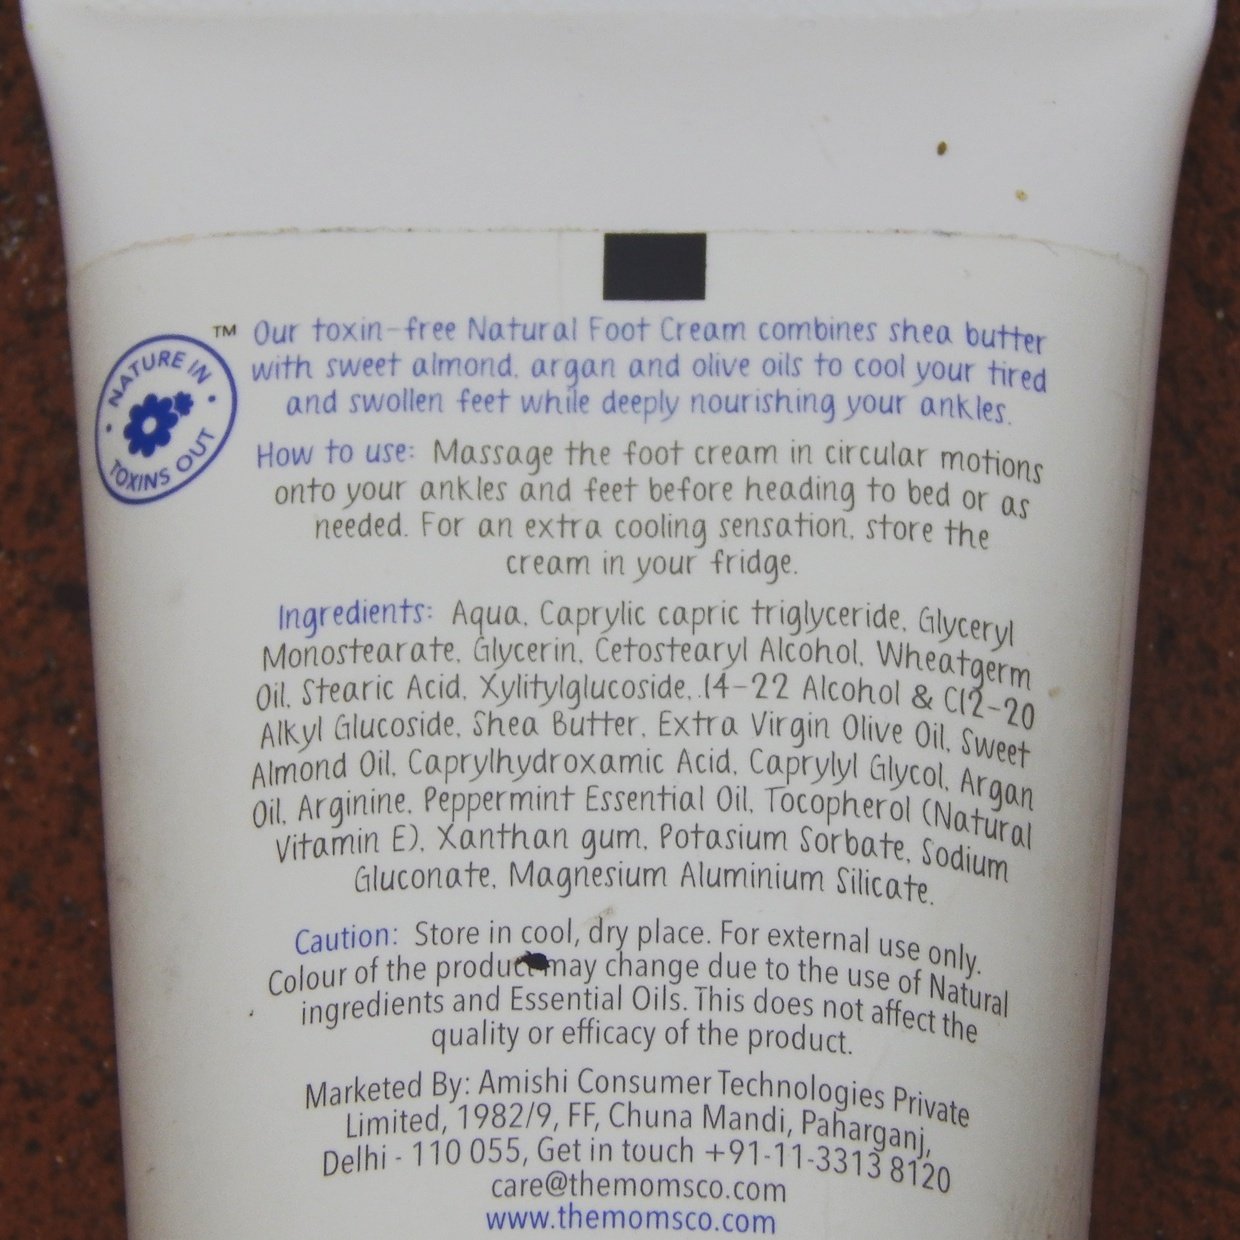 NATURE IN
TOXINS OUT
TM
Our toxin-free Natural Foot Cream combines shea butter
with sweet almond, argan and olive oils to cool your tired
and swollen feet while deeply nourishing your ankles.
How to use: Massage the foot cream in circular motions
onto your ankles and feet before heading to bed or as
needed. For an extra cooling sensation, store the
cream in your fridge.
Ingredients: Aqua, Caprylic capric triglyceride, Glyceryl
Monostearate, Glycerin, Cetostearyl Alcohol, Wheatgerm
Oil, Stearic Acid, Xylitylglucoside, .14-22 Alcohol & C12-20
Alkyl Glucoside, Shea Butter, Extra Virgin Olive Oil, Sweet
Almond Oil, Caprylhydroxamic Acid, Caprylyl Glycol, Argan
Oil, Arginine, Peppermint Essential Oil, Tocopherol (Natural
Vitamin E), Xanthan gum, Potasium Sorbate, Sodium
Gluconate, Magnesium Aluminium Silicate.
Caution: Store in cool, dry place. For external use only.
Colour of the product may change due to the use of Natural
ingredients and Essential Oils. This does not affect the
quality or efficacy of the product.
Marketed By: Amishi Consumer Technologies Private
Limited, 1982/9, FF, Chuna Mandi, Paharganj,
Delhi - 110 055, Get in touch +91-11-3313 8120
care@themomsco.com
www.themomsco.com